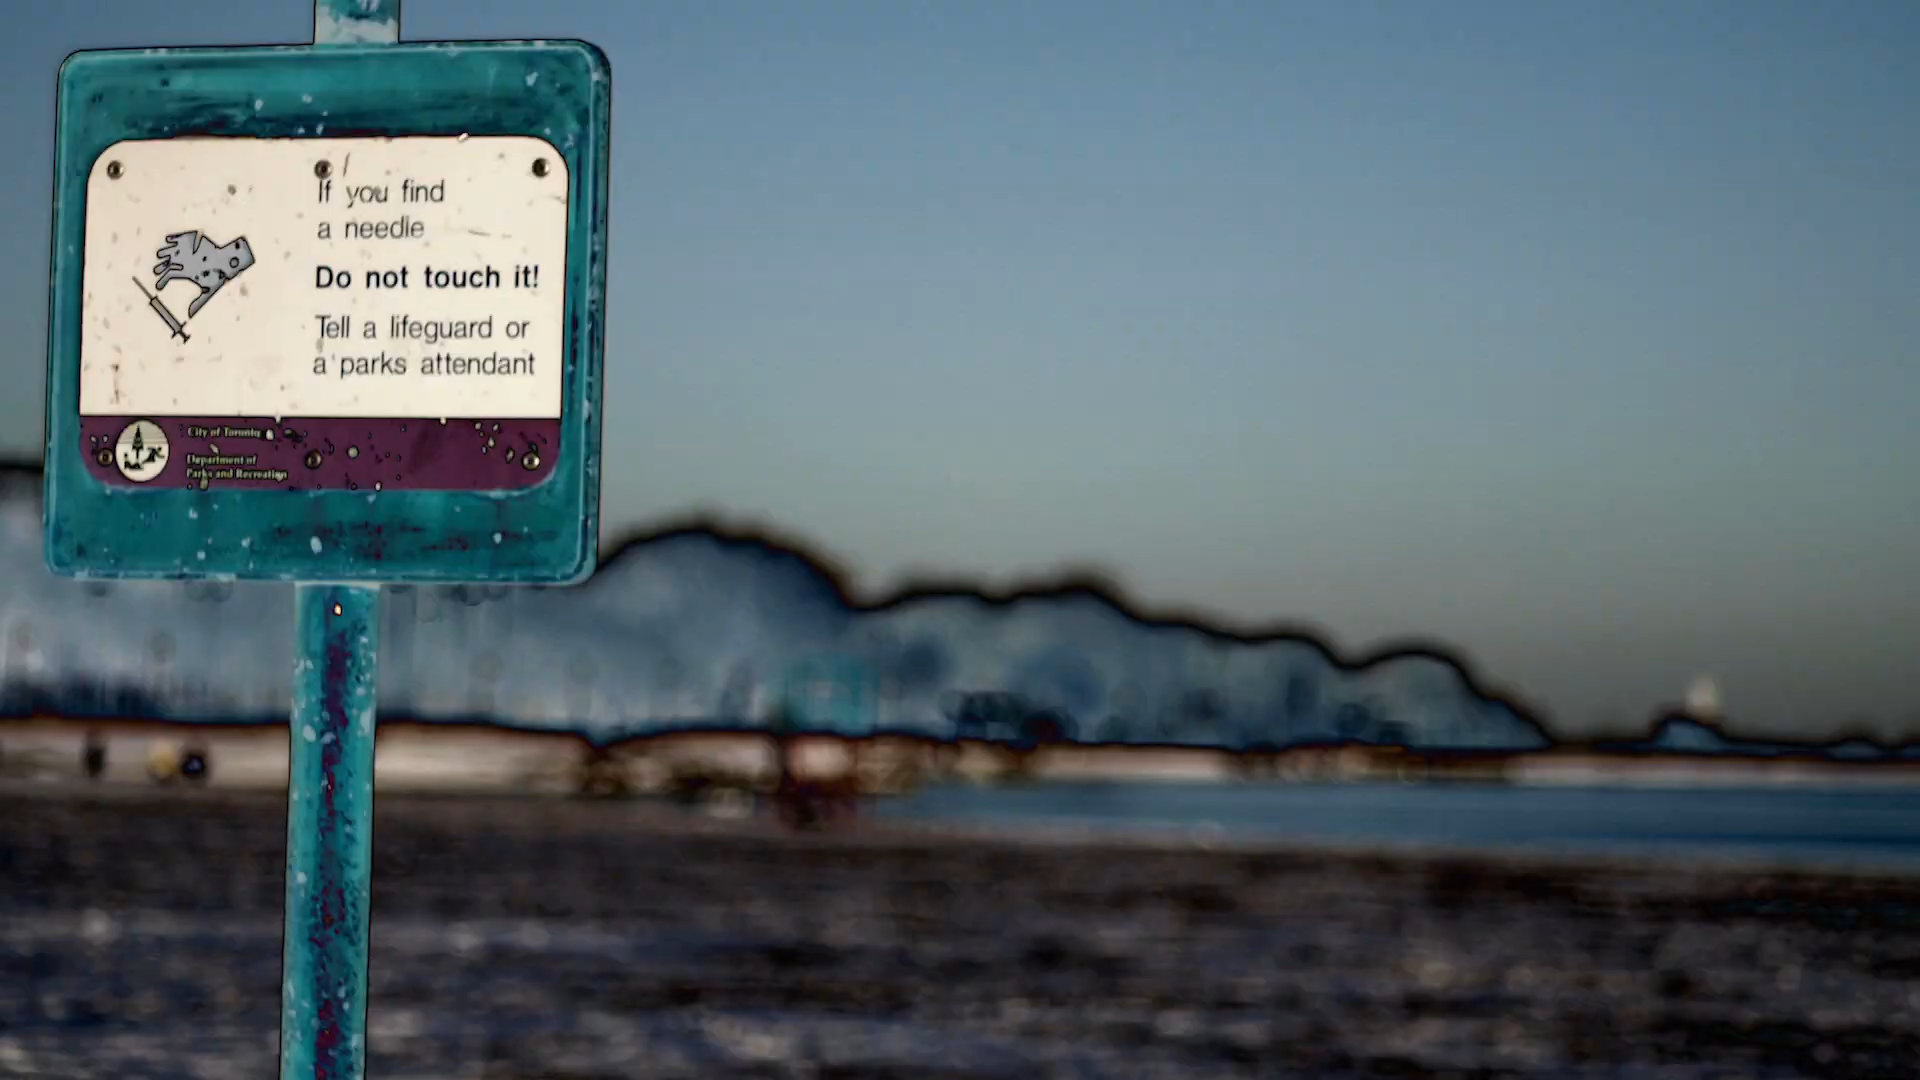 If you find
a needle
Do not touch it!
Tell a lifeguard or
a parks attendant
City of Toronto
Department of
Parks and Recreation